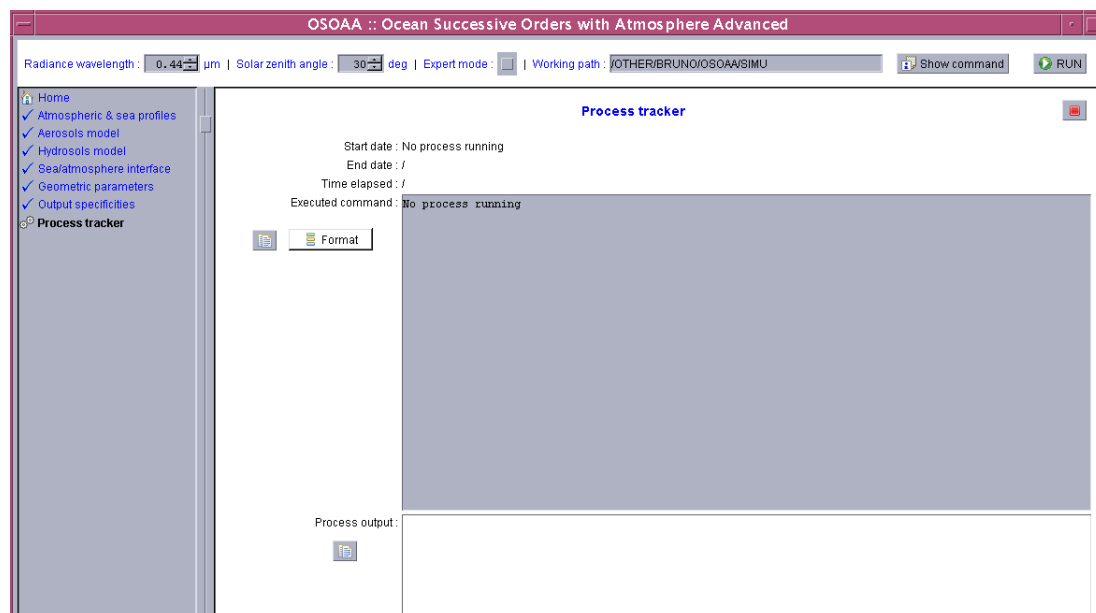 OSOAA :: Ocean Successive Orders with Atmosphere Advanced
Radiance wavelength : 0.44 µm | Solar zenith angle : 30 deg | Expert mode : | Working path : /OTHER/BRUNO/OSOAA/SIMU Show command RUN
Home
Atmospheric & sea profiles
Aerosols model
Hydrosols model
Sea/atmosphere interface
Geometric parameters
Output specificities
Process tracker
Process tracker
Start date : No process running
End date : /
Time elapsed : /
Executed command : No process running
Format
Process output :